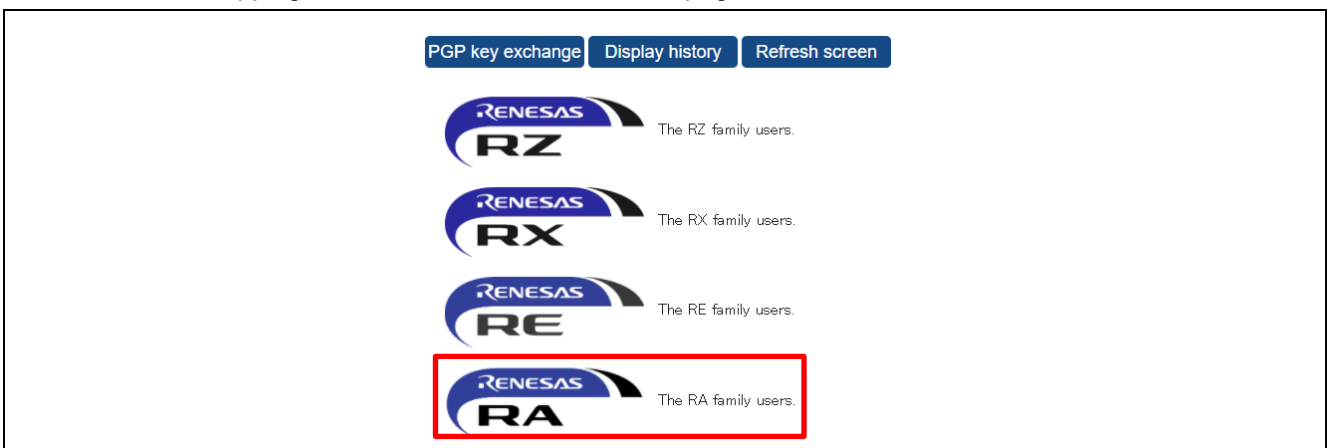 PGP key exchange Display history Refresh screen
RENESAS
RZ
The RZ family users.
RENESAS
RX
The RX family users.
RENESAS
RE
The RE family users.
RENESAS
RA
The RA family users.